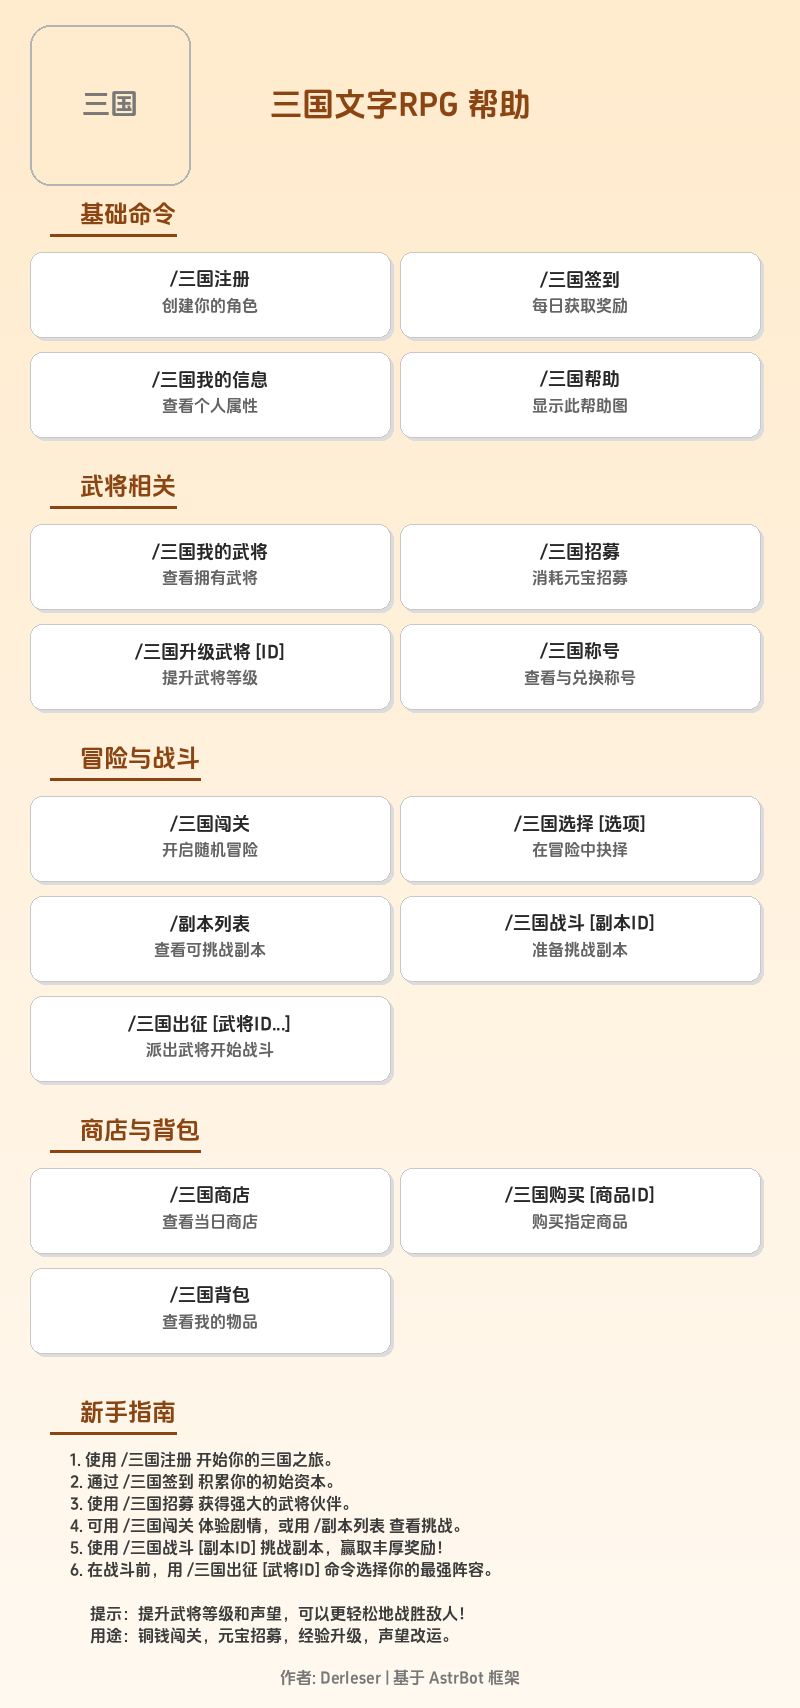 三国
三国文字RPG 帮助
基础命令
/三国注册
创建你的角色
/三国签到
每日获取奖励
/三国我的信息
查看个人属性
/三国帮助
显示此帮助图
武将相关
/三国我的武将
查看拥有武将
/三国招募
消耗元宝招募
/三国升级武将 [ID]
提升武将等级
/三国称号
查看与兑换称号
冒险与战斗
/三国闯关
开启随机冒险
/三国选择 [选项]
在冒险中抉择
/副本列表
查看可挑战副本
/三国战斗 [副本ID]
准备挑战副本
/三国出征 [武将ID...]
派出武将开始战斗
商店与背包
/三国商店
查看当日商店
/三国购买 [商品ID]
购买指定商品
/三国背包
查看我的物品
新手指南
1. 使用 /三国注册 开始你的三国之旅。
2. 通过 /三国签到 积累你的初始资本。
3. 使用 /三国招募 获得强大的武将伙伴。
4. 可用 /三国闯关 体验剧情，或用 /副本列表 查看挑战。
5. 使用 /三国战斗 [副本ID] 挑战副本，赢取丰厚奖励！
6. 在战斗前，用 /三国出征 [武将ID] 命令选择你的最强阵容。
提示：提升武将等级和声望，可以更轻松地战胜敌人！
用途：铜钱闯关，元宝招募，经验升级，声望改运。
作者: Derleser | 基于 AstrBot 框架